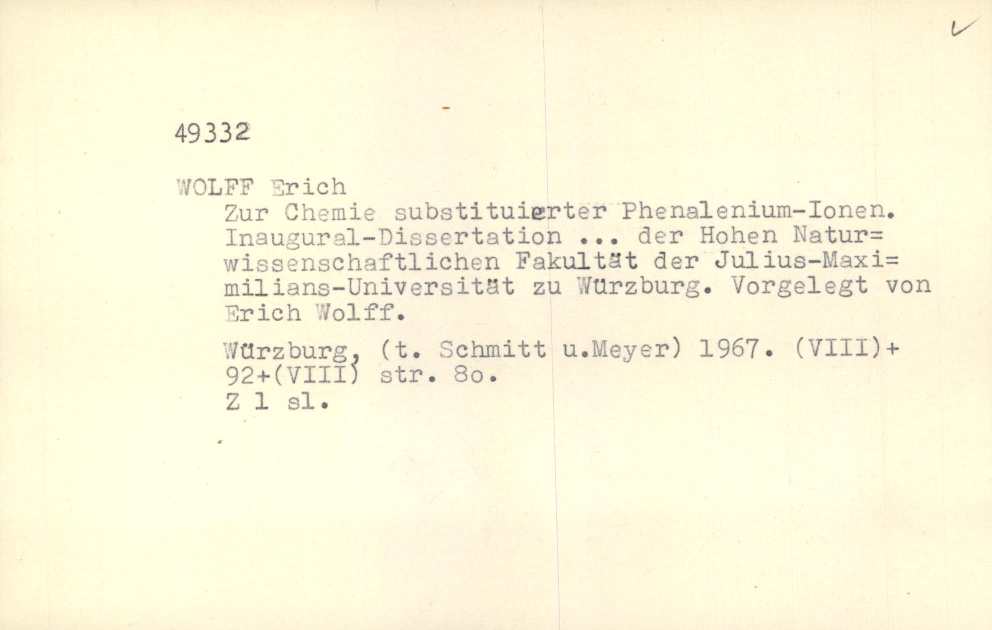 49332
WOLFF Erich
Zur Chemie substituierter Phenalenium-Ionen.
Inaugural-Dissertation ... der Hohen Natur=
wissenschaftlichen Fakultät der Julius-Maxi=
milians-Universität zu Würzburg. Vorgelegt von
Erich Wolff.
Würzburg, (t. Schmitt u.Meyer) 1967. (VIII)+
92+(VIII) str. 8o.
Z 1 sl.